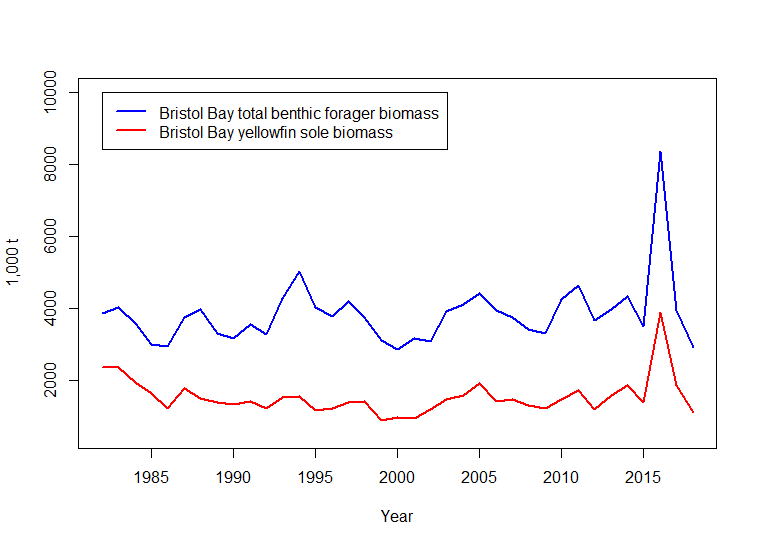 Bristol Bay total benthic forager biomass
Bristol Bay yellowfin sole biomass
10000
8000
6000
4000
2000
1,000 t
1985 1990 1995 2000 2005 2010 2015
Year